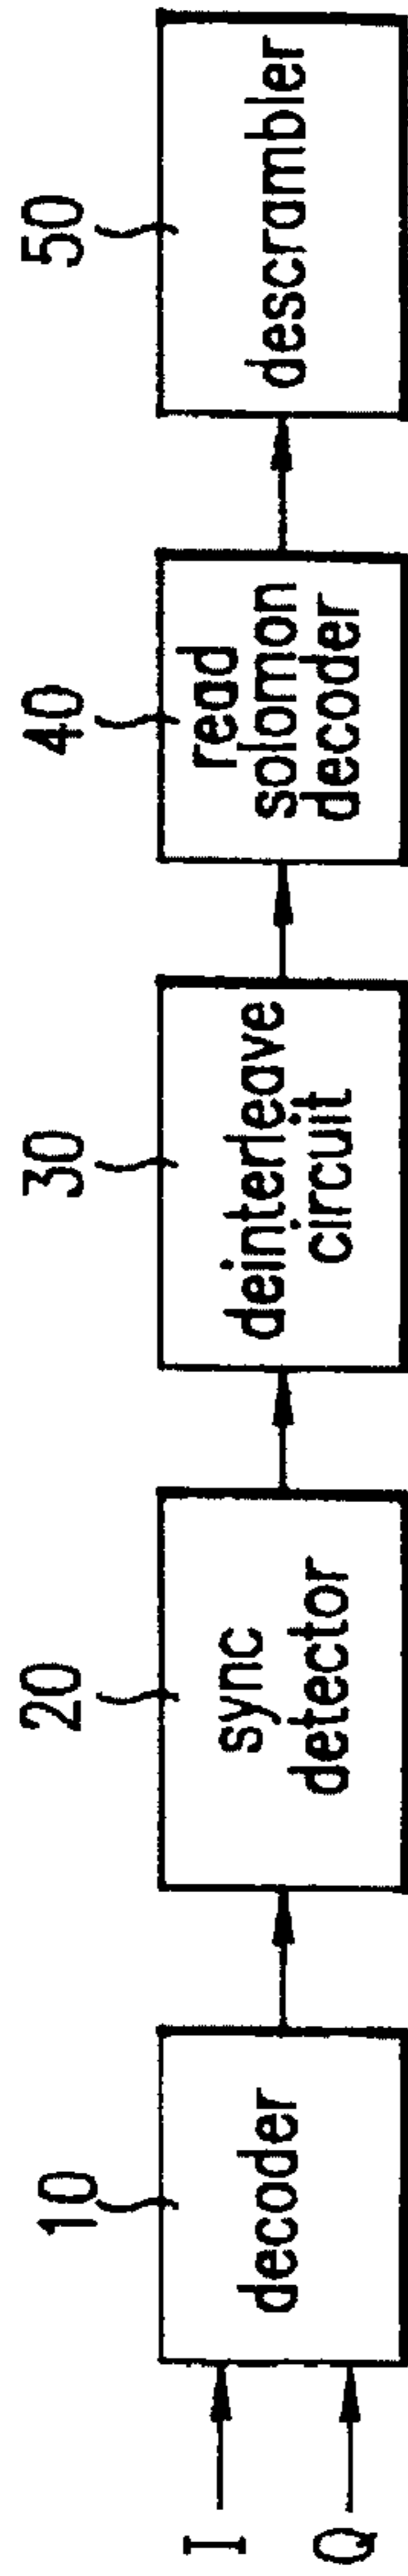 I
Q
10
decoder
20
sync
detector
30
deinterleave
circuit
40
read
solomon
decoder
50
descrambler